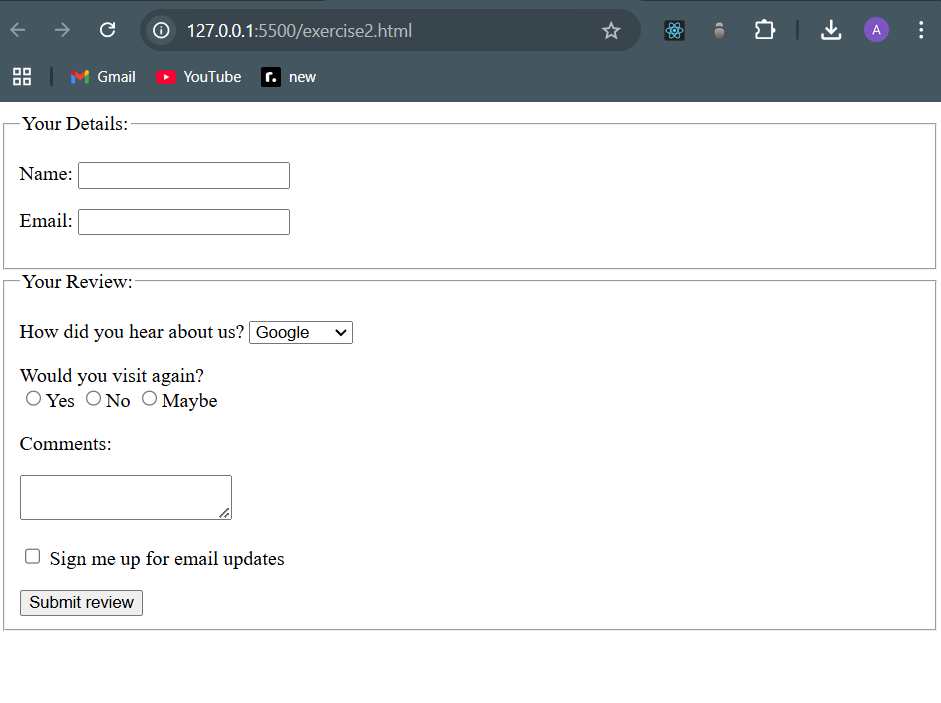 127.0.0.1:5500/exercise2.html
A
Gmail YouTube r. new
Your Details:
Name:
Email:
Your Review:
How did you hear about us? Google
Would you visit again?
Yes No Maybe
Comments:
Sign me up for email updates
Submit review